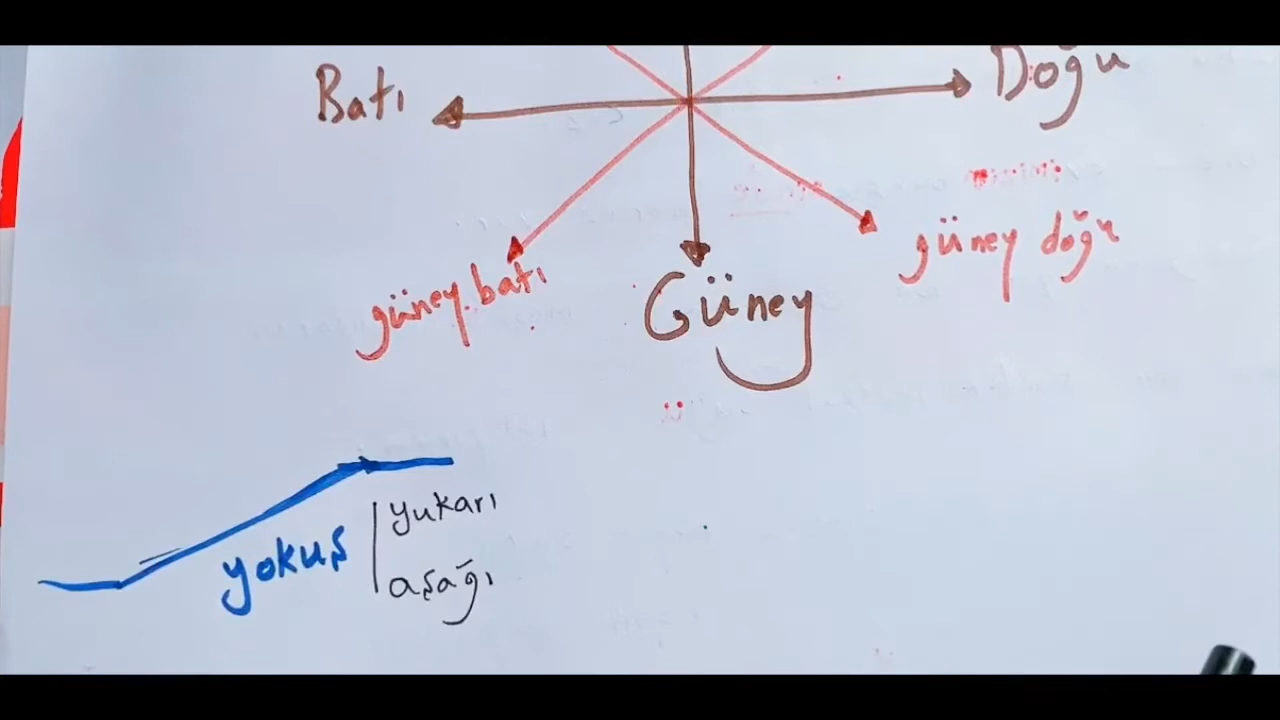 Batı
Doğu
güney batı
Güney
güney doğu
ü
yokuş
yukarı
aşağı